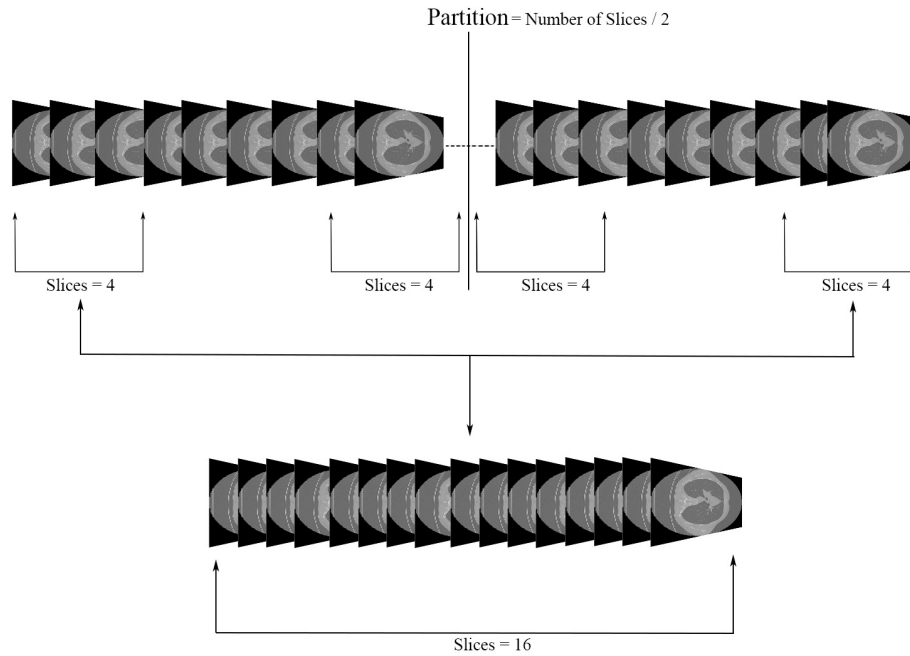 Partition = Number of Slices / 2
Slices = 4
Slices = 4
Slices = 4
Slices = 4
Slices = 16